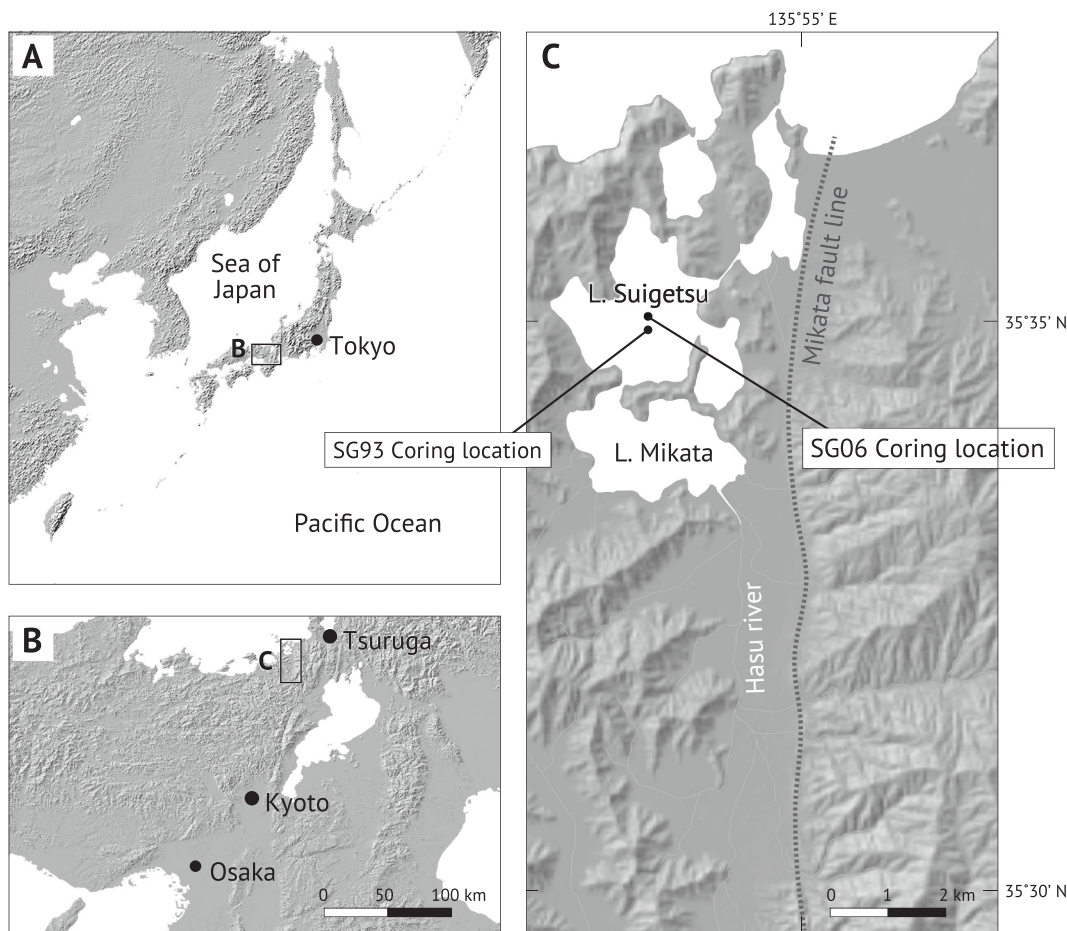 A
Sea of
Japan
B
Tokyo
Pacific Ocean
B
C
Tsuruga
Kyoto
Osaka
0 50 100 km
135°55’ E
C
L. Suigetsu
Mikata fault line
35°35’ N
SG93 Coring location
SG06 Coring location
L. Mikata
Hasu river
0 1 2 km
35°30’ N